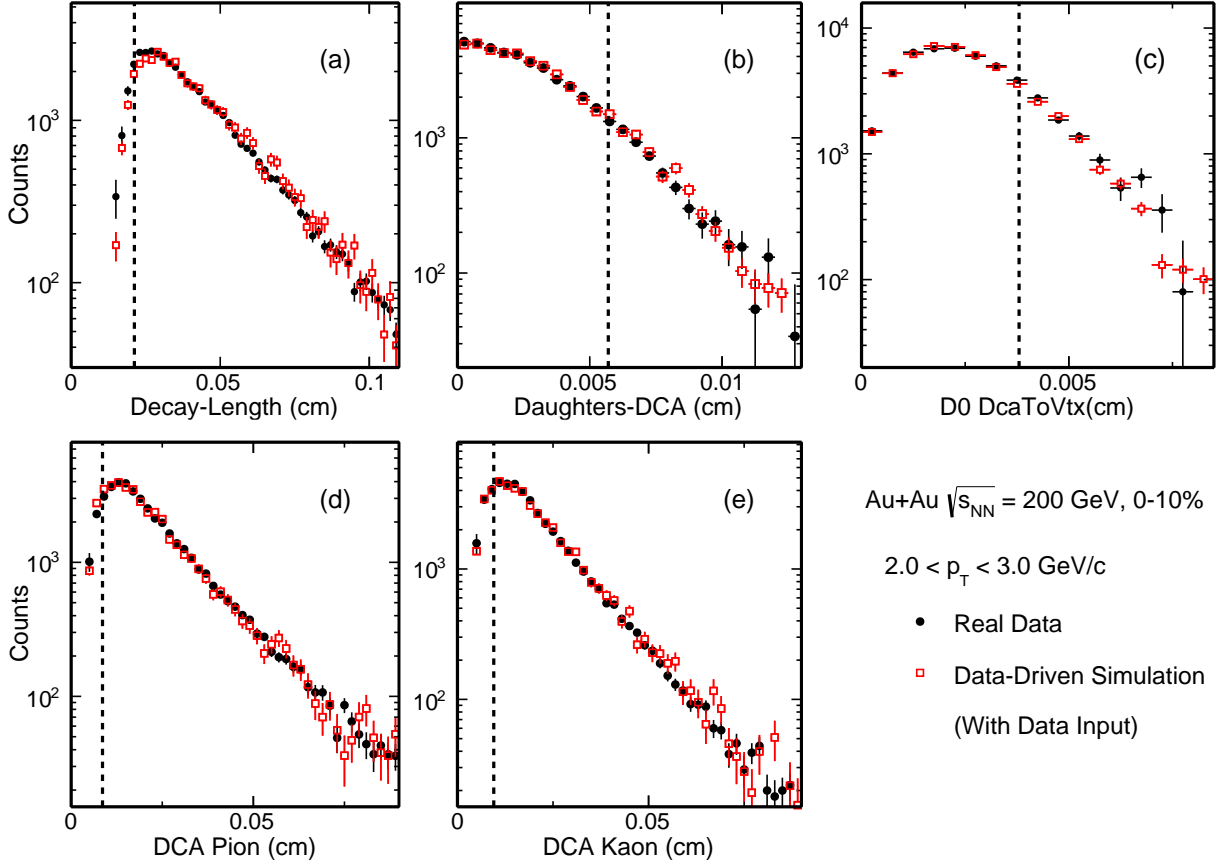 (a)
(b)
(c)
Counts
10³
10²
10⁴
10³
10²
10⁴
10³
10²
0 0.05 0.1
0 0.005 0.01
0 0.005
Decay-Length (cm)
Daughters-DCA (cm)
D0 DcaToVtx(cm)
(d)
(e)
Counts
10³
10²
10³
10²
0 0.05
0 0.05
DCA Pion (cm)
DCA Kaon (cm)
Au+Au √s_NN = 200 GeV, 0-10%
2.0 < p_T < 3.0 GeV/c
Real Data
Data-Driven Simulation
(With Data Input)